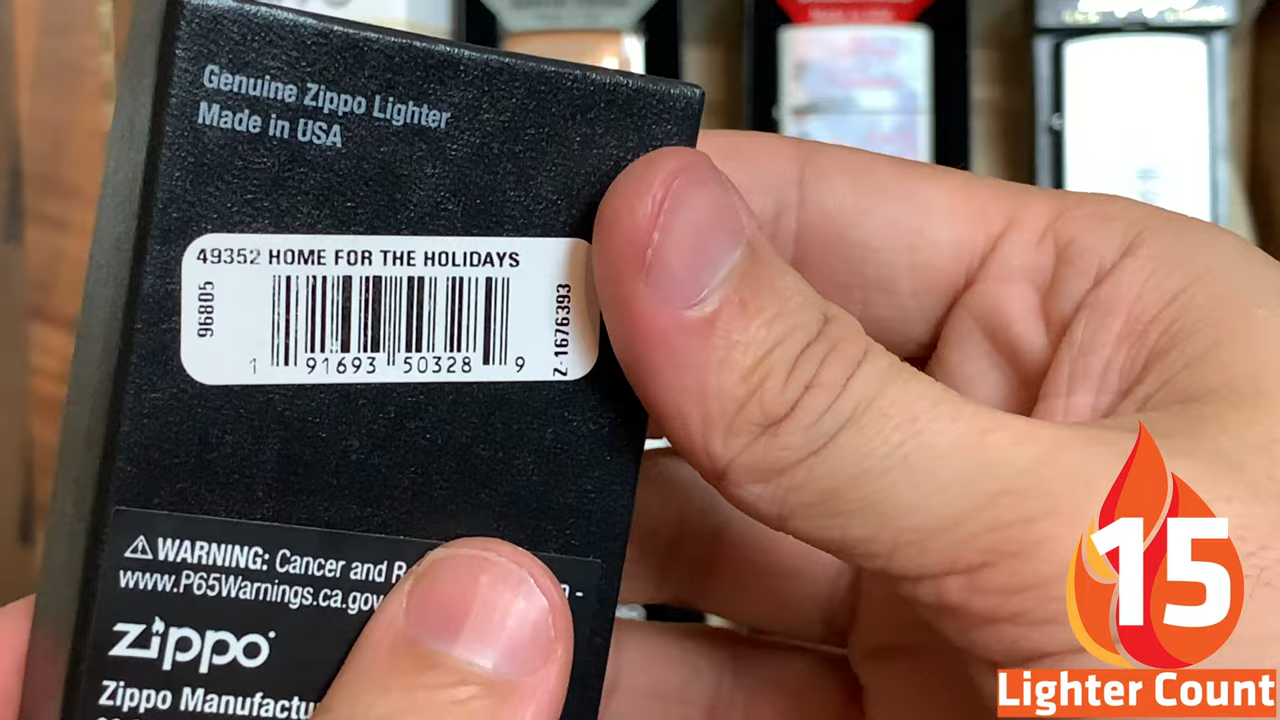 Genuine Zippo Lighter
Made in USA
49352 HOME FOR THE HOLIDAYS
96805
Z-1676393
1 91693 50328 9
⚠ WARNING: Cancer and
www.P65Warnings.ca.gov
zippo
Zippo
15
Lighter Count